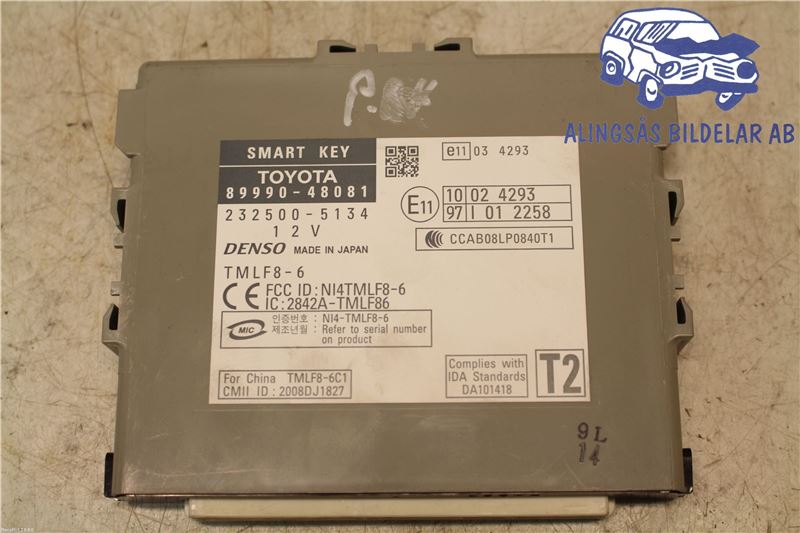 ALINGSÅS BILDELAR AB
SMART KEY
TOYOTA
89990-48081
232500-5134
12V
DENSO MADE IN JAPAN
TMLF8-6
CE FCC ID:NI4TMLF8-6
IC:2842A-TMLF86
MIC
인증번호: NI4-TMLF8-6
제조년월: Refer to serial number
on product
For China TMLF8-6C1
CMII ID:2008DJ1827
e11 03 4293
E11
10 02 4293
97 I 01 2258
CCAB08LP0840T1
Complies with
IDA Standards
DA101418
T2
9L
14